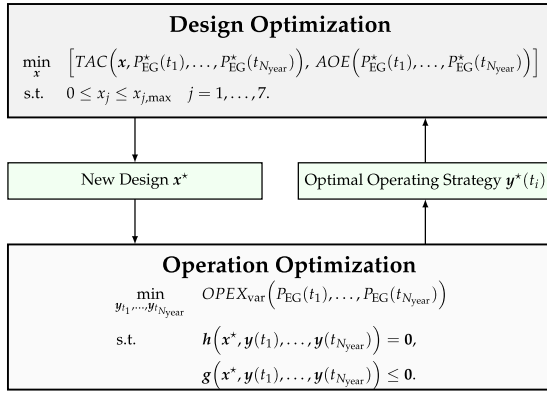 Design Optimization
min x [TAC(x, P★EG(t1), . . . , P★EG(tNyear)), AOE(P★EG(t1), . . . , P★EG(tNyear))]
s.t. 0 ≤ xj ≤ xj,max j = 1, . . . , 7.
New Design x★
Optimal Operating Strategy y★(ti)
Operation Optimization
min yt1,...,ytNyear OPEXvar(PEG(t1), . . . , PEG(tNyear))
s.t. h(x★, y(t1), . . . , y(tNyear)) = 0,
g(x★, y(t1), . . . , y(tNyear)) ≤ 0.